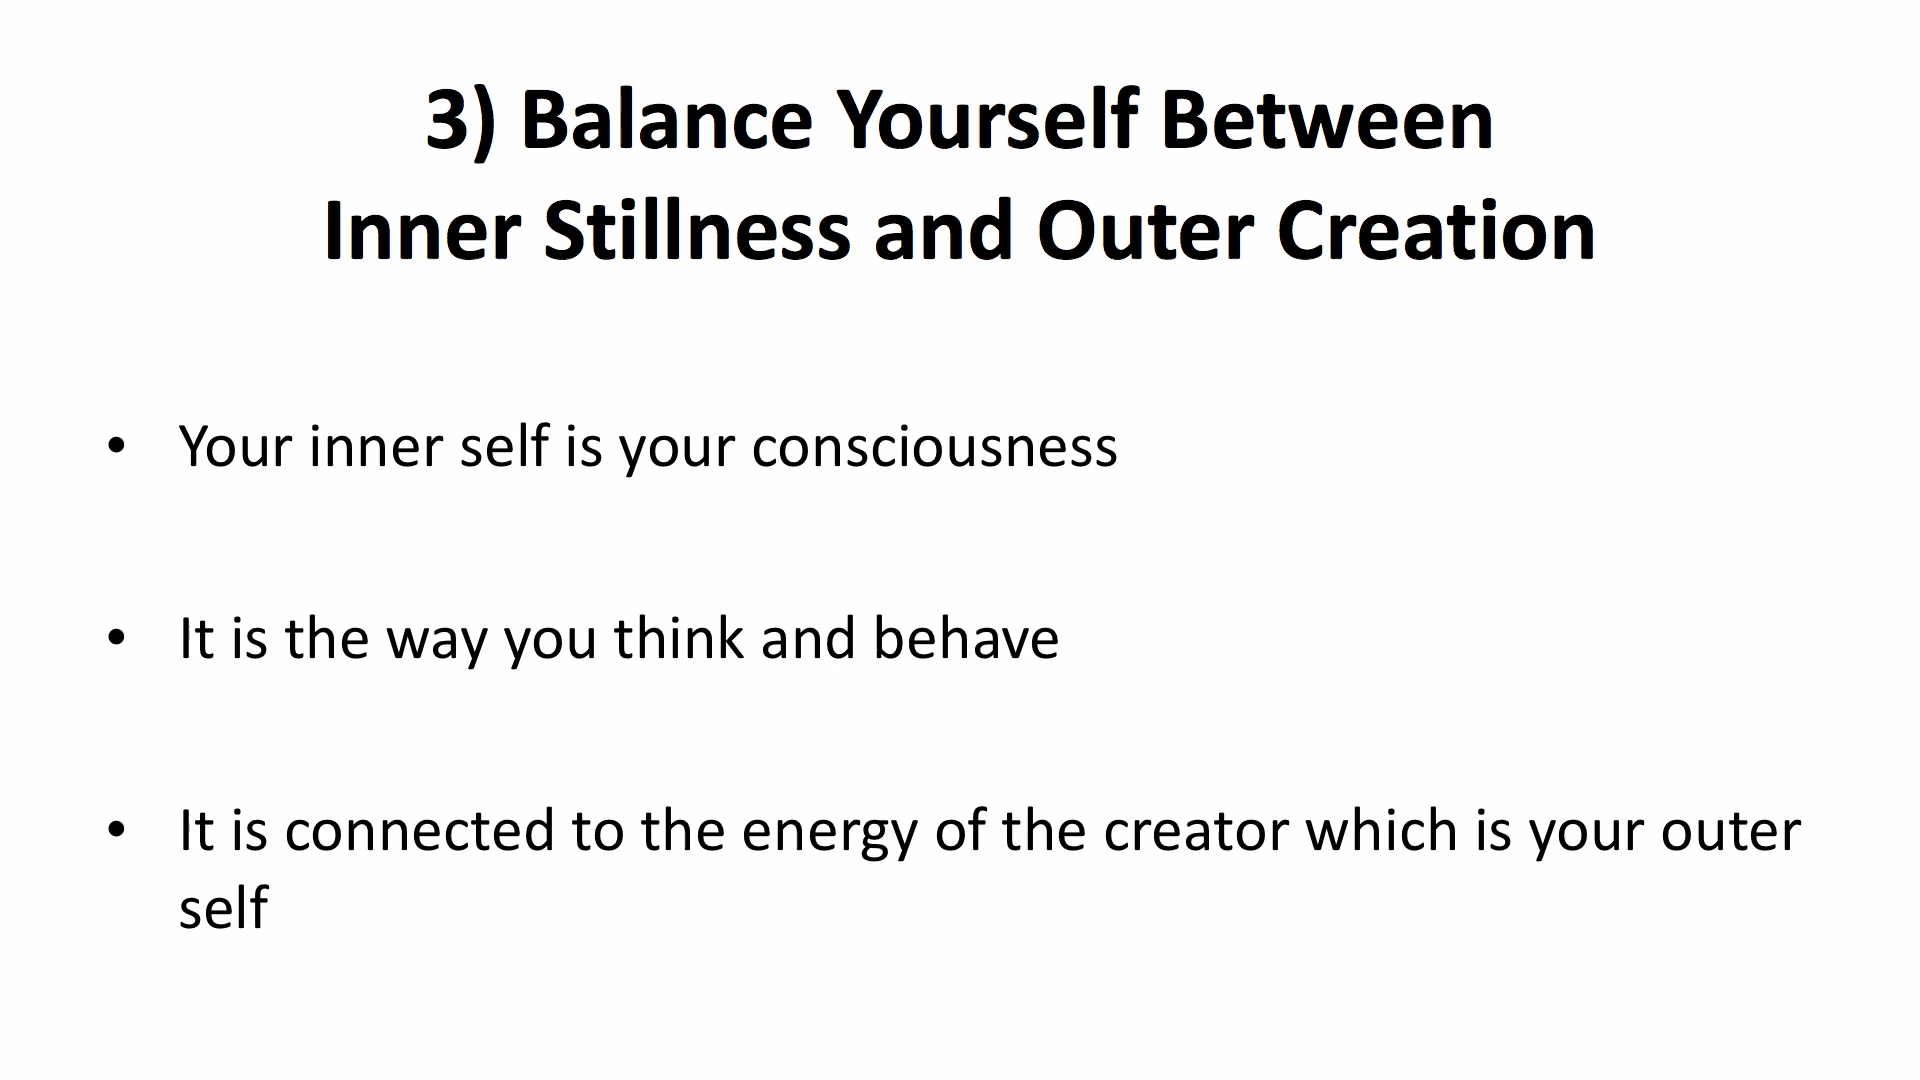 3) Balance Yourself Between
Inner Stillness and Outer Creation
• Your inner self is your consciousness
• It is the way you think and behave
• It is connected to the energy of the creator which is your outer
self